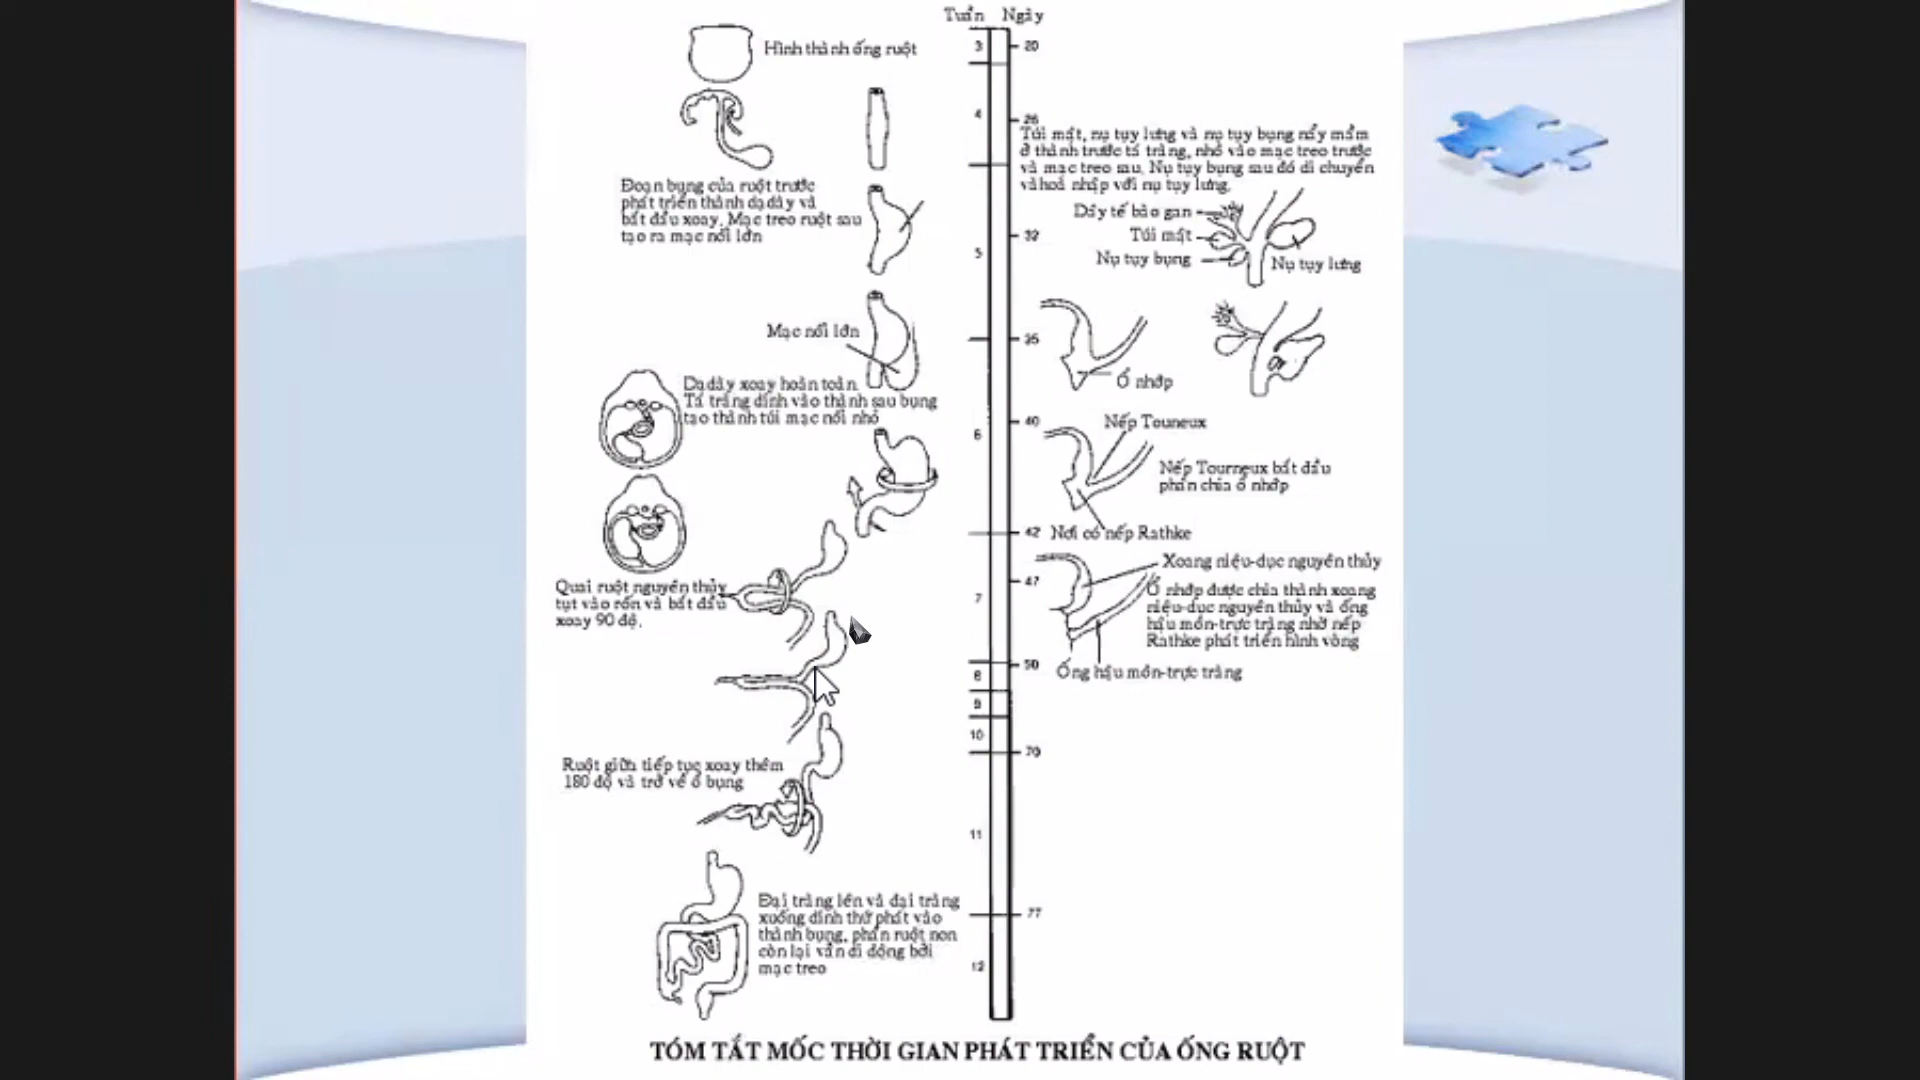 Tuần Ngày
3 20
Hình thành ống ruột
4 26
Túi mật, nụ tụy lưng và nụ tụy bụng nẩy mầm
ở thành trước tá tràng, nhỏ vào mạc treo trước
và mạc treo sau. Nụ tụy bụng sau đó di chuyển
và hoà nhập với nụ tụy lưng.
Đoạn bụng của ruột trước
phát triển thành dạ dày và
bắt đầu xoay. Mạc treo ruột sau
tạo ra mạc nối lớn
Dây tế bào gan
Túi mật
Nụ tụy bụng
Nụ tụy lưng
32
5
Mạc nối lớn
35
Ổ nhớp
Dạ dày xoay hoàn toàn.
Tá tràng dính vào thành sau bụng
tạo thành túi mạc nối nhỏ
6 40
Nếp Touneux
Nếp Tourneux bắt đầu
phân chia ổ nhớp
42 Nơi có nếp Rathke
Xoang niệu-dục nguyên thủy
47
7
Ổ nhớp được chia thành xoang
niệu-dục nguyên thủy và ống
hậu môn-trực tràng nhờ nếp
Rathke phát triển hình vòng
Quai ruột nguyên thủy
tụt vào rốn và bắt đầu
xoay 90 độ.
50
Ống hậu môn-trực tràng
8
9
10
70
Ruột giữa tiếp tục xoay thêm
180 độ và trở về ổ bụng
11
77
Đại tràng lên và đại tràng
xuống dính thứ phát vào
thành bụng, phần ruột non
còn lại vẫn di động bởi
mạc treo
12
TÓM TẮT MỐC THỜI GIAN PHÁT TRIỂN CỦA ỐNG RUỘT